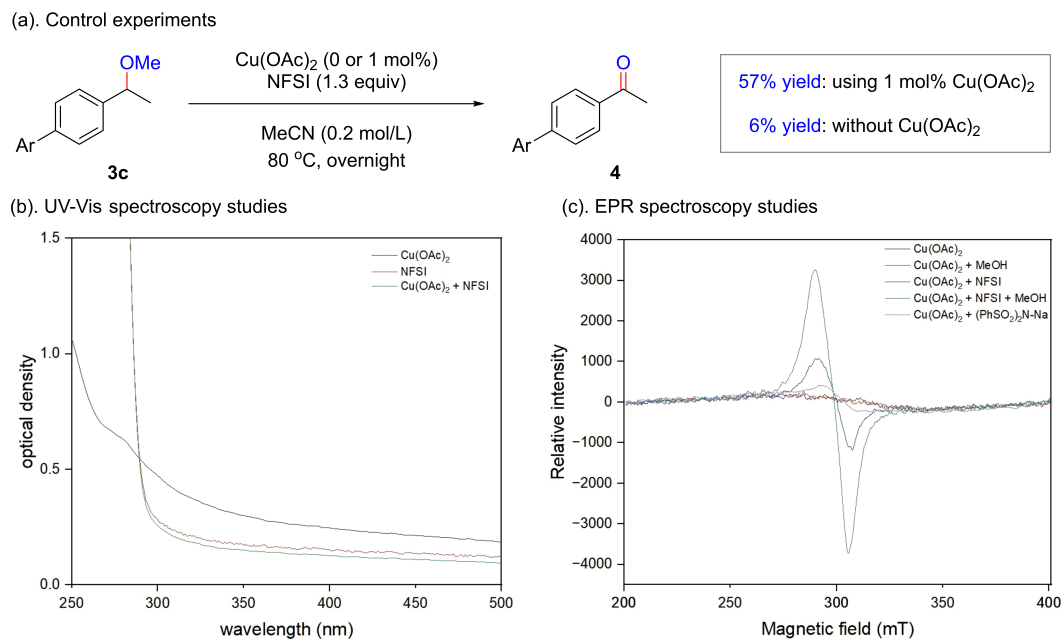 (a). Control experiments
OMe
Ar
3c
Cu(OAc)2 (0 or 1 mol%)
NFSI (1.3 equiv)
MeCN (0.2 mol/L)
80 °C, overnight
O
Ar
4
57% yield: using 1 mol% Cu(OAc)2
6% yield: without Cu(OAc)2
(b). UV-Vis spectroscopy studies
1.5
1.0
0.5
0.0
optical density
Cu(OAc)2
NFSI
Cu(OAc)2 + NFSI
250 300 350 400 450 500
wavelength (nm)
(c). EPR spectroscopy studies
4000
3000
2000
1000
0
−1000
−2000
−3000
−4000
Relative intensity
Cu(OAc)2
Cu(OAc)2 + MeOH
Cu(OAc)2 + NFSI
Cu(OAc)2 + NFSI + MeOH
Cu(OAc)2 + (PhSO2)2N-Na
200 250 300 350 400
Magnetic field (mT)